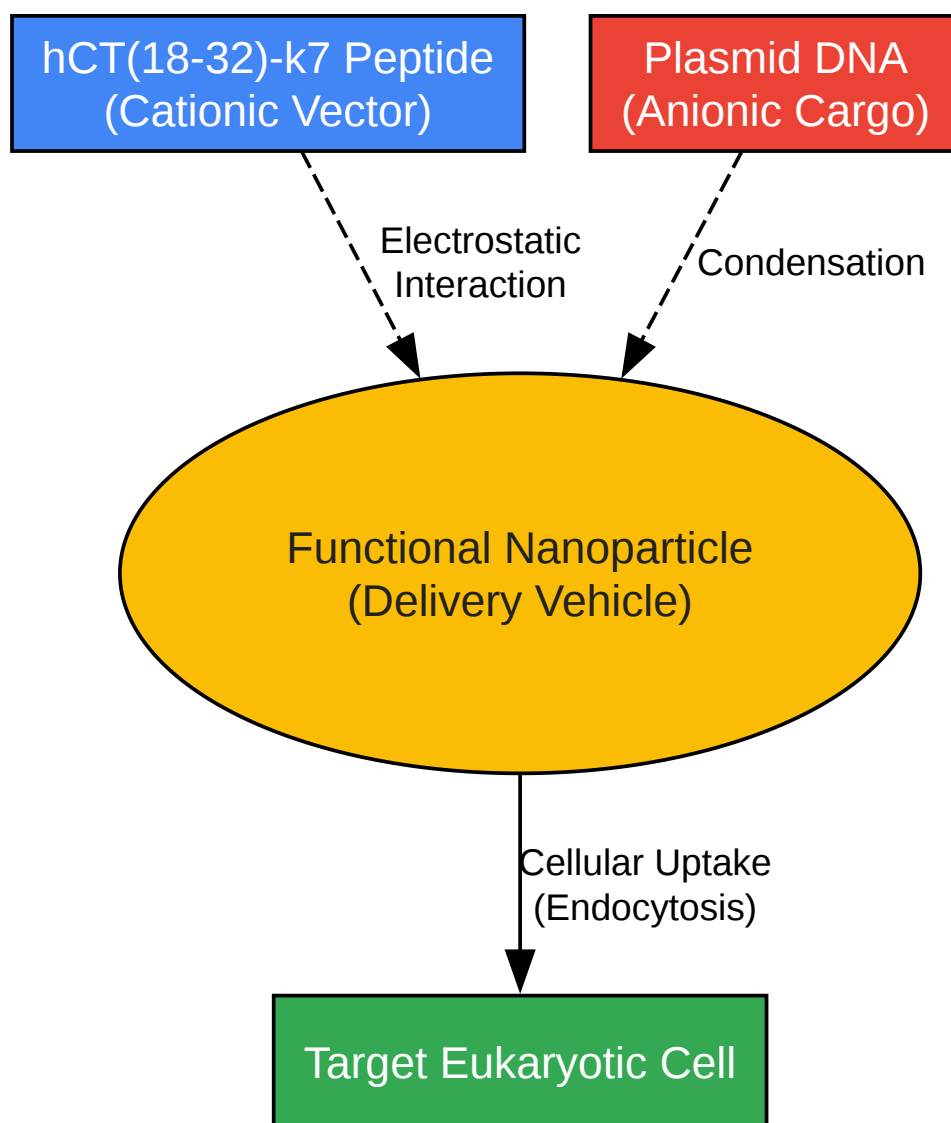 hCT(18-32)-k7 Peptide
(Cationic Vector)
Plasmid DNA
(Anionic Cargo)
Electrostatic
Interaction
Condensation
Functional Nanoparticle
(Delivery Vehicle)
Cellular Uptake
(Endocytosis)
Target Eukaryotic Cell